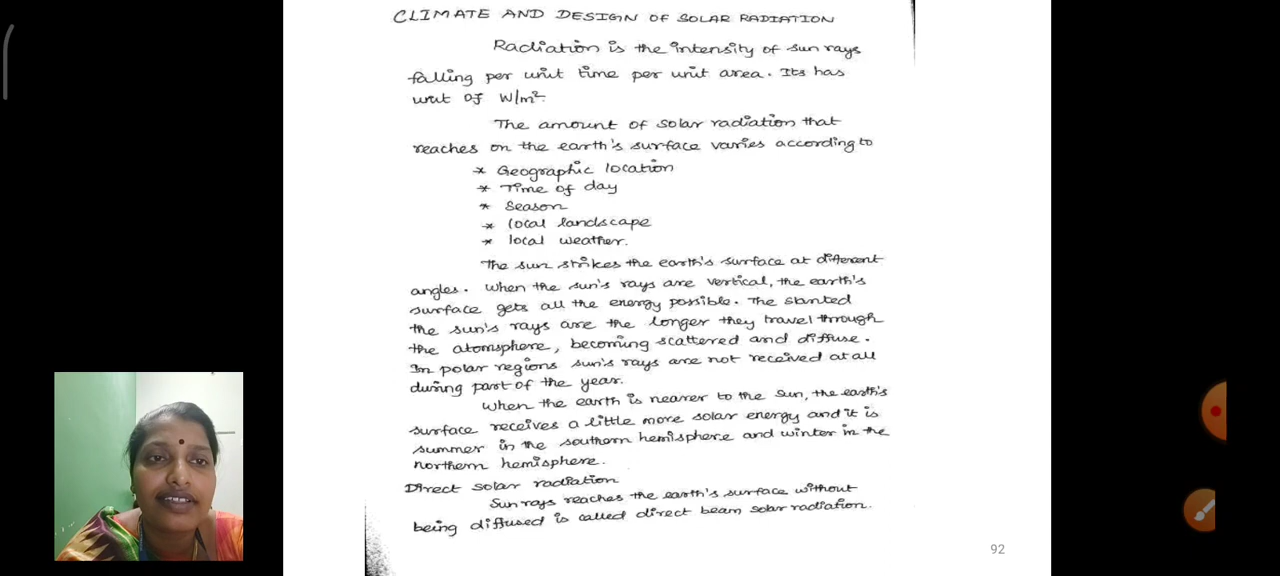 CLIMATE AND DESIGN OF SOLAR RADIATION
Radiation is the intensity of sun rays
falling per unit time per unit area. Its has
unit of W/m².
The amount of solar radiation that
reaches on the earth's surface varies according to
* Geographic location
* Time of day
* Season
* local landscape
* local weather.
The sun strikes the earth's surface at different
angles. When the sun's rays are vertical, the earth's
surface gets all the energy possible. The slanted
the sun's rays are the longer they travel through
the atomsphere, becoming scattered and diffuse.
In polar regions sun's rays are not received at all
during part of the year.
When the earth is nearer to the sun, the earth's
surface receives a little more solar energy and it is
summer in the southern hemisphere and winter in the
northern hemisphere.
Direct solar radiation
Sun rays reaches the earth's surface without
being diffused is called direct beam solar radiation.
92